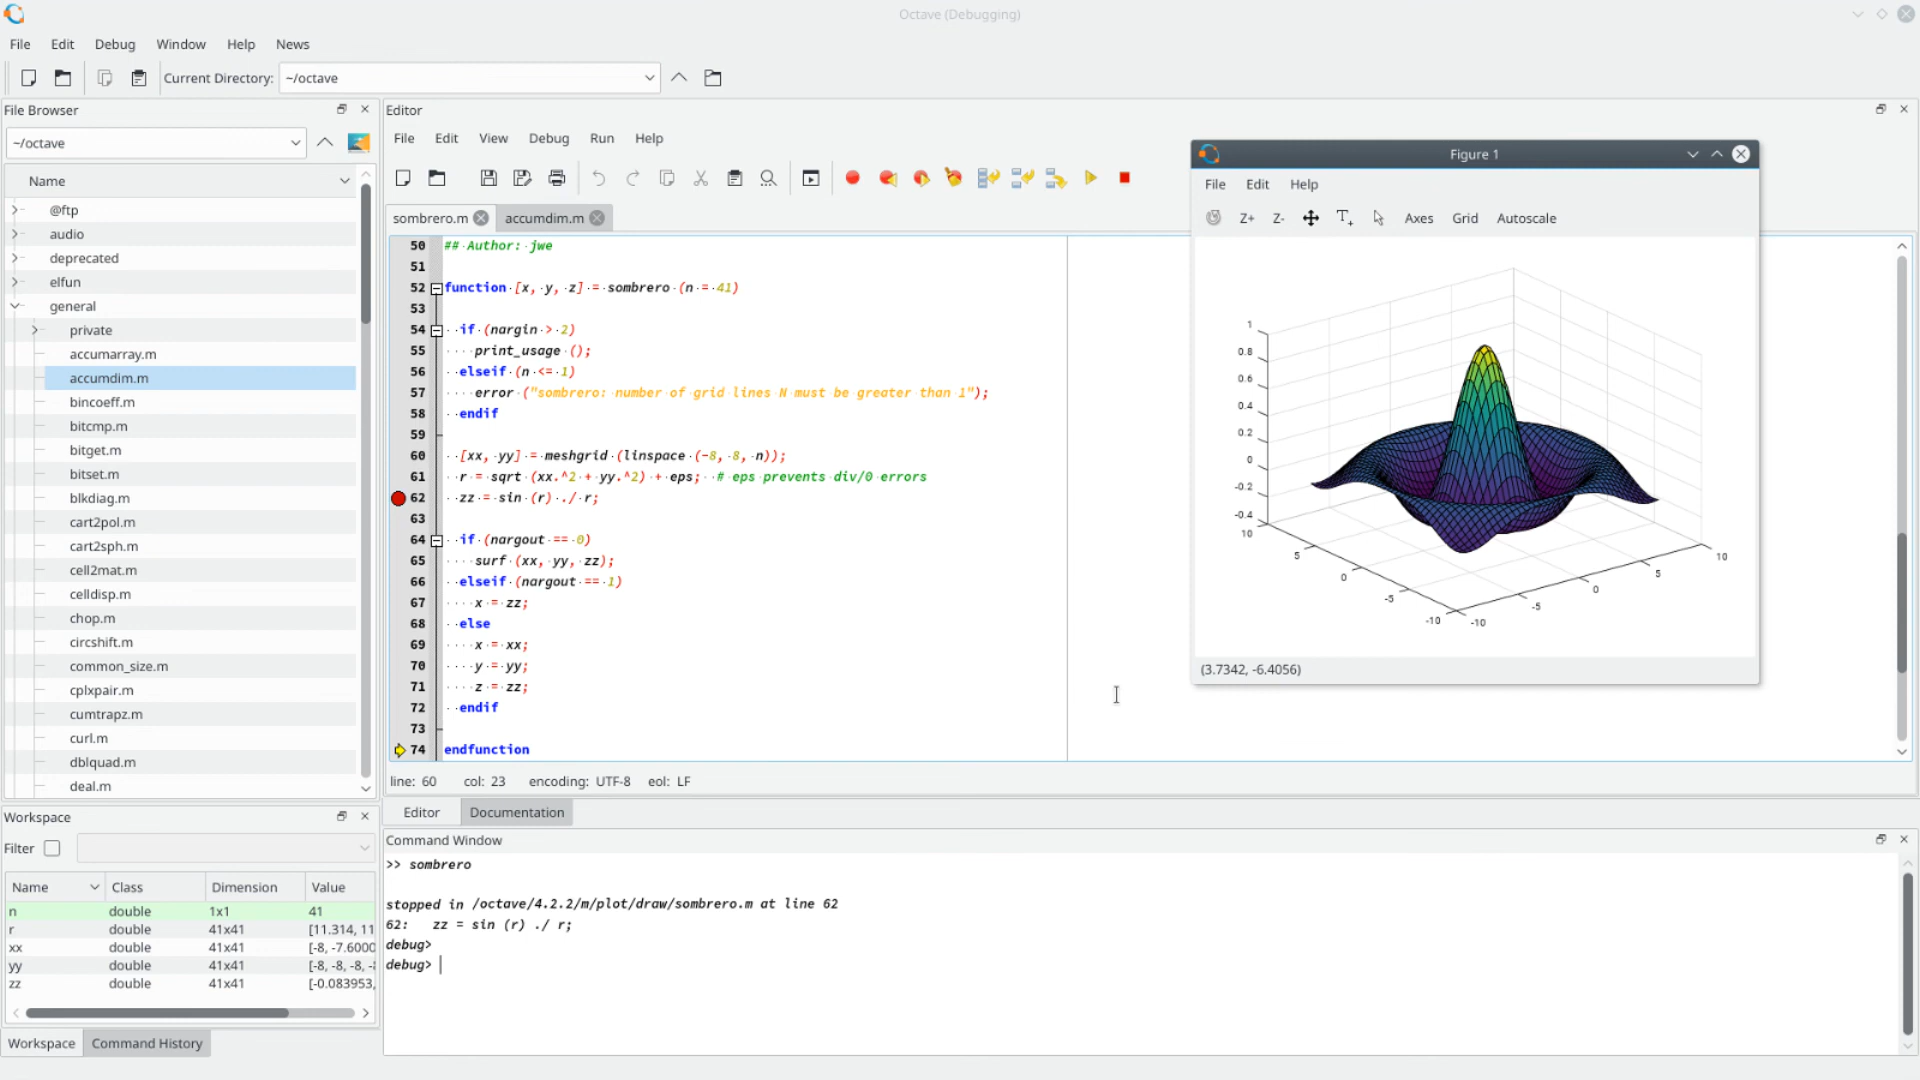 Octave (Debugging)
File Edit Debug Window Help News
Current Directory: ~/octave
File Browser
~/octave
Name
@ftp
audio
deprecated
elfun
general
private
accumarray.m
accumdim.m
bincoeff.m
bitcmp.m
bitget.m
bitset.m
blkdiag.m
cart2pol.m
cart2sph.m
cell2mat.m
celldisp.m
chop.m
circshift.m
common_size.m
cplxpair.m
cumtrapz.m
curl.m
dblquad.m
deal.m
Workspace
Filter
Name Class Dimension Value
n double 1x1 41
r double 41x41 [11.314, 11
xx double 41x41 [-8, -7.6000
yy double 41x41 [-8, -8, -8, -
zz double 41x41 [-0.083953,
Workspace Command History
Editor
File Edit View Debug Run Help
sombrero.m accumdim.m
50 ## Author: jwe
51
52 function [x, y, z] = sombrero (n = 41)
53
54 if (nargin > 2)
55 print_usage ();
56 elseif (n <= 1)
57 error ("sombrero: number of grid lines N must be greater than 1");
58 endif
59
60 [xx, yy] = meshgrid (linspace (-8, 8, n));
61 r = sqrt (xx.^2 + yy.^2) + eps; # eps prevents div/0 errors
62 zz = sin (r) ./ r;
63
64 if (nargout == 0)
65 surf (xx, yy, zz);
66 elseif (nargout == 1)
67 x = zz;
68 else
69 x = xx;
70 y = yy;
71 z = zz;
72 endif
73
74 endfunction
line: 60 col: 23 encoding: UTF-8 eol: LF
Editor Documentation
Command Window
>> sombrero
stopped in /octave/4.2.2/m/plot/draw/sombrero.m at line 62
62: zz = sin (r) ./ r;
debug>
debug>
Figure 1
File Edit Help
Z+ Z- T+ Axes Grid Autoscale
1
0.8
0.6
0.4
0.2
0
-0.2
-0.4
10
5
0
-5
-10
-10
-5
0
5
10
(3.7342, -6.4056)